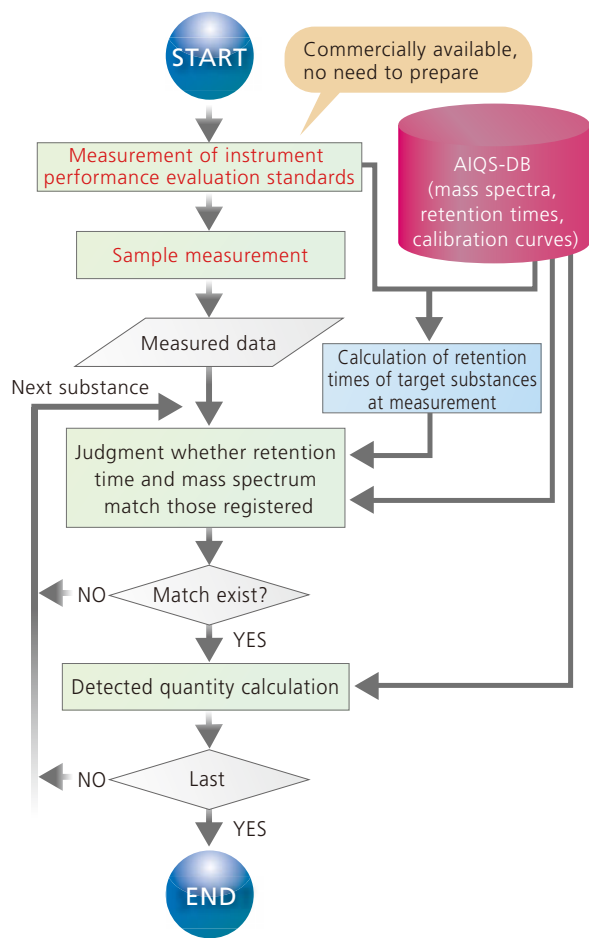 START
Commercially available,
no need to prepare
Measurement of instrument
performance evaluation standards
AIQS-DB
(mass spectra,
retention times,
calibration curves)
Sample measurement
Measured data
Calculation of retention
times of target substances
at measurement
Next substance
Judgment whether retention
time and mass spectrum
match those registered
NO
Match exist?
YES
Detected quantity calculation
NO
Last
YES
END